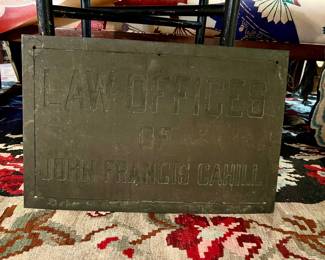 LAW OFFICES
OF
JOHN FRANCIS CAHILL